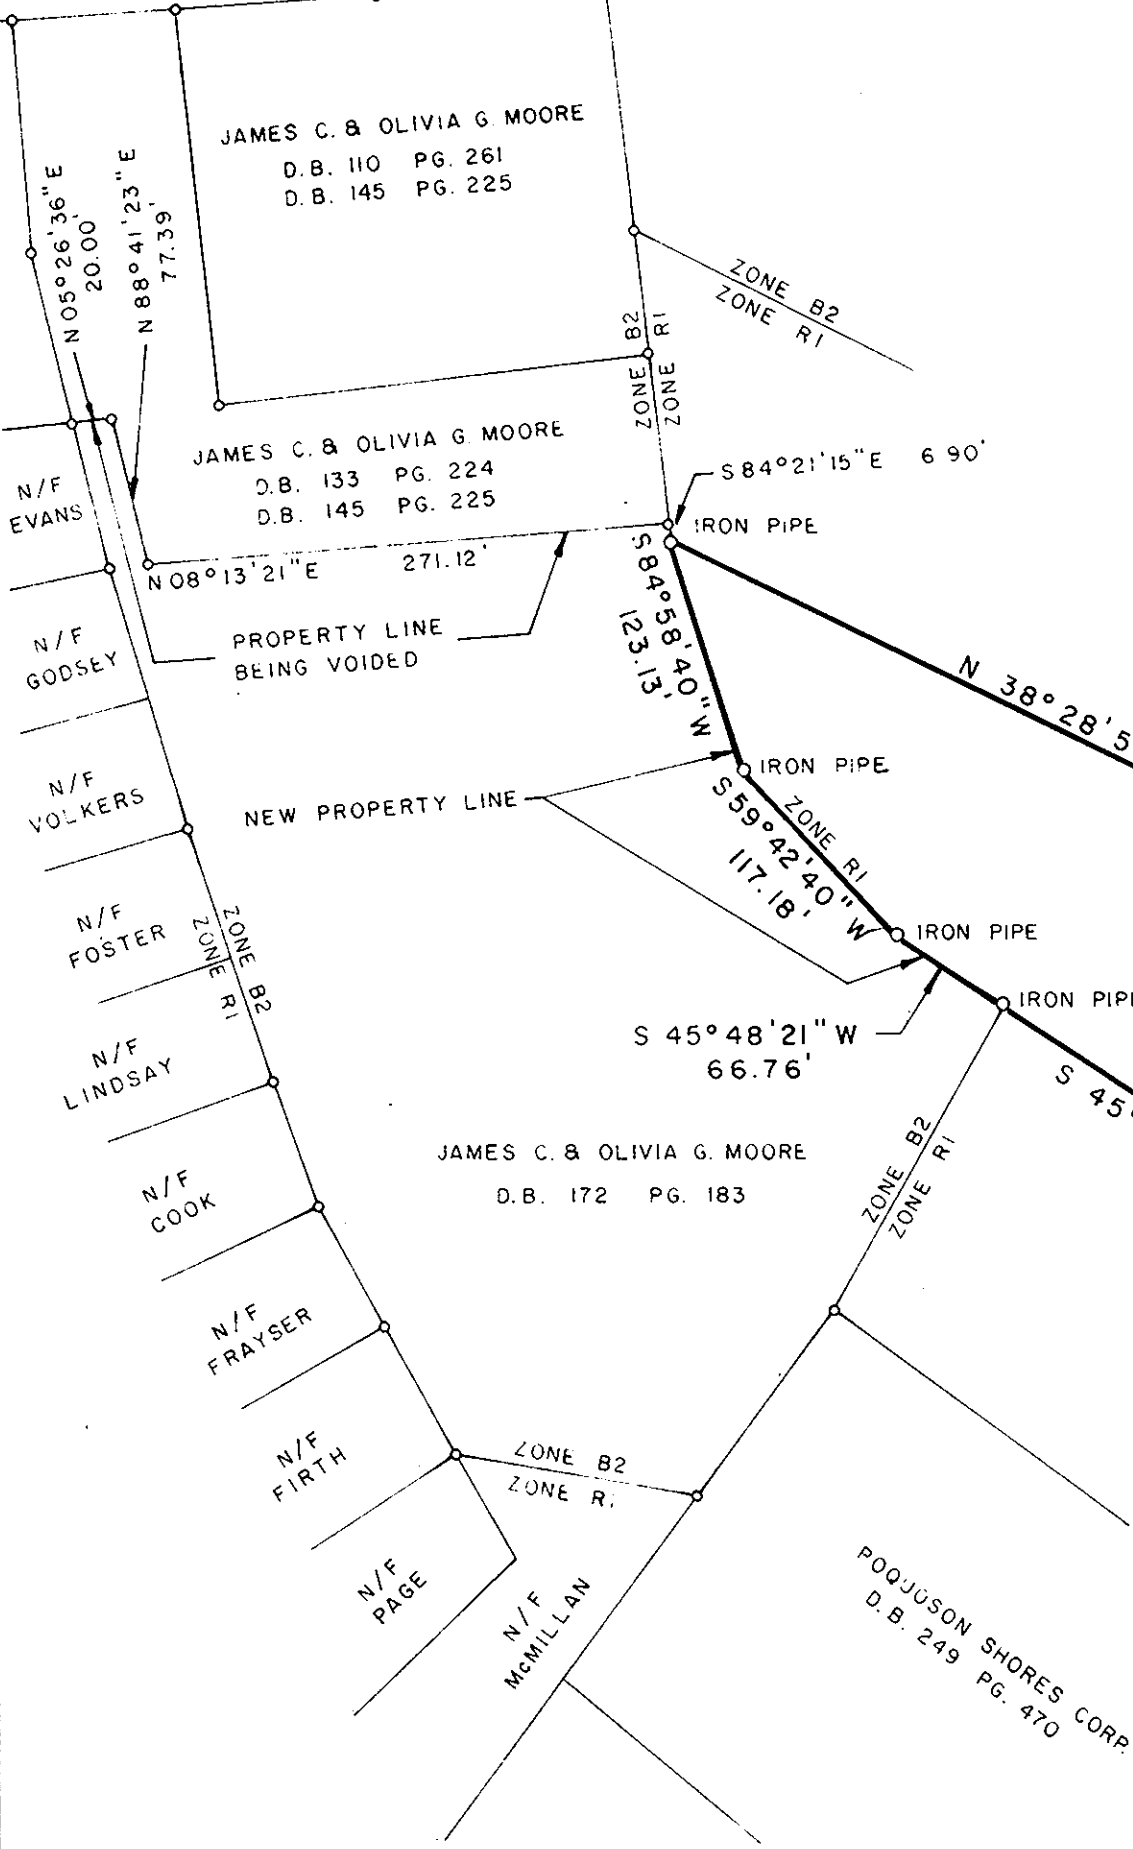 JAMES C. & OLIVIA G. MOORE
D.B. 110 PG. 261
D.B. 145 PG. 225
N 05°26'36"E
20.00'
N 88°41'23"E
77.39'
ZONE B2
ZONE R1
ZONE B2
ZONE R1
JAMES C. & OLIVIA G. MOORE
D.B. 133 PG. 224
D.B. 145 PG. 225
S 84°21'15"E 6 90'
IRON PIPE
N/F
EVANS
N 08°13'21"E 271.12'
S 84°58'40"W
123.13'
N/F
GODSEY
PROPERTY LINE
BEING VOIDED
N 38°28'5
N/F
VOLKERS
NEW PROPERTY LINE
IRON PIPE
ZONE R1
S 59°42'40"W
117.18'
N/F
FOSTER
ZONE B2
ZONE R1
IRON PIPE
IRON PIPE
S 45°48'21"W
66.76'
S 45°
N/F
LINDSAY
JAMES C. & OLIVIA G. MOORE
D.B. 172 PG. 183
ZONE B2
ZONE R1
N/F
COOK
N/F
FRAYSER
N/F
FIRTH
ZONE B2
ZONE R1
N/F
PAGE
N/F
McMILLAN
POQUOSON SHORES CORP.
D.B. 249 PG. 470